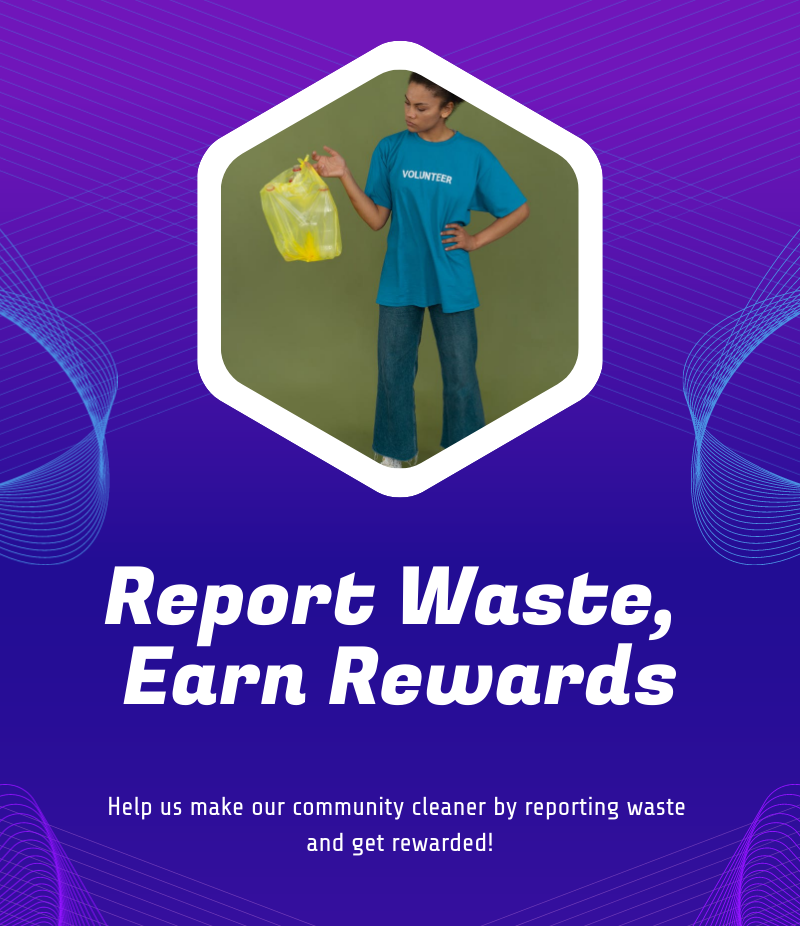 VOLUNTEER
Report Waste,
Earn Rewards
Help us make our community cleaner by reporting waste
and get rewarded!